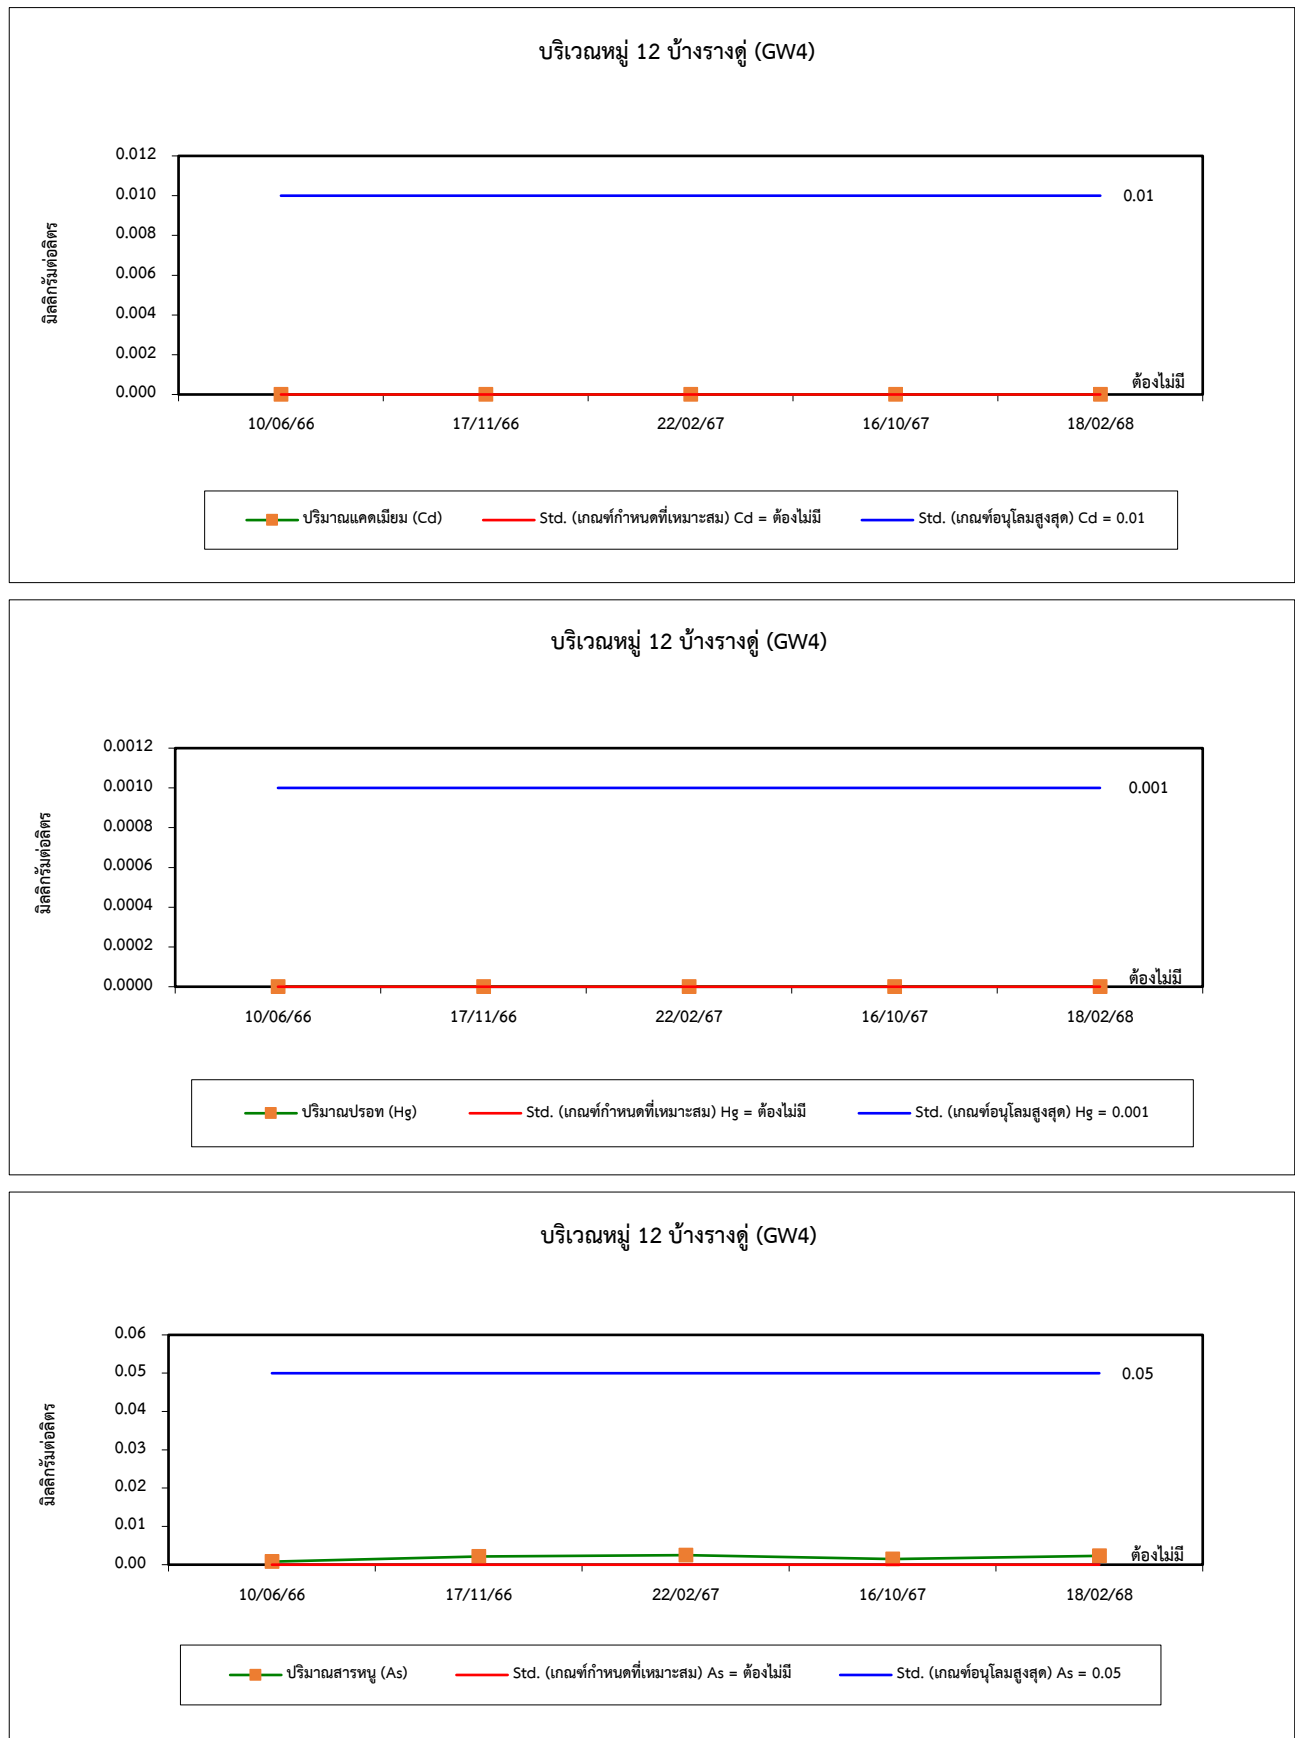 บริเวณหมู่ 12 บ้างรางดู่ (GW4)
มิลลิกรัมต่อลิตร
0.012
0.010
0.008
0.006
0.004
0.002
0.000
0.01
ต้องไม่มี
10/06/66 17/11/66 22/02/67 16/10/67 18/02/68
ปริมาณแคดเมียม (Cd) Std. (เกณฑ์กำหนดที่เหมาะสม) Cd = ต้องไม่มี Std. (เกณฑ์อนุโลมสูงสุด) Cd = 0.01
บริเวณหมู่ 12 บ้างรางดู่ (GW4)
มิลลิกรัมต่อลิตร
0.0012
0.0010
0.0008
0.0006
0.0004
0.0002
0.0000
0.001
ต้องไม่มี
10/06/66 17/11/66 22/02/67 16/10/67 18/02/68
ปริมาณปรอท (Hg) Std. (เกณฑ์กำหนดที่เหมาะสม) Hg = ต้องไม่มี Std. (เกณฑ์อนุโลมสูงสุด) Hg = 0.001
บริเวณหมู่ 12 บ้างรางดู่ (GW4)
มิลลิกรัมต่อลิตร
0.06
0.05
0.04
0.03
0.02
0.01
0.00
0.05
ต้องไม่มี
10/06/66 17/11/66 22/02/67 16/10/67 18/02/68
ปริมาณสารหนู (As) Std. (เกณฑ์กำหนดที่เหมาะสม) As = ต้องไม่มี Std. (เกณฑ์อนุโลมสูงสุด) As = 0.05